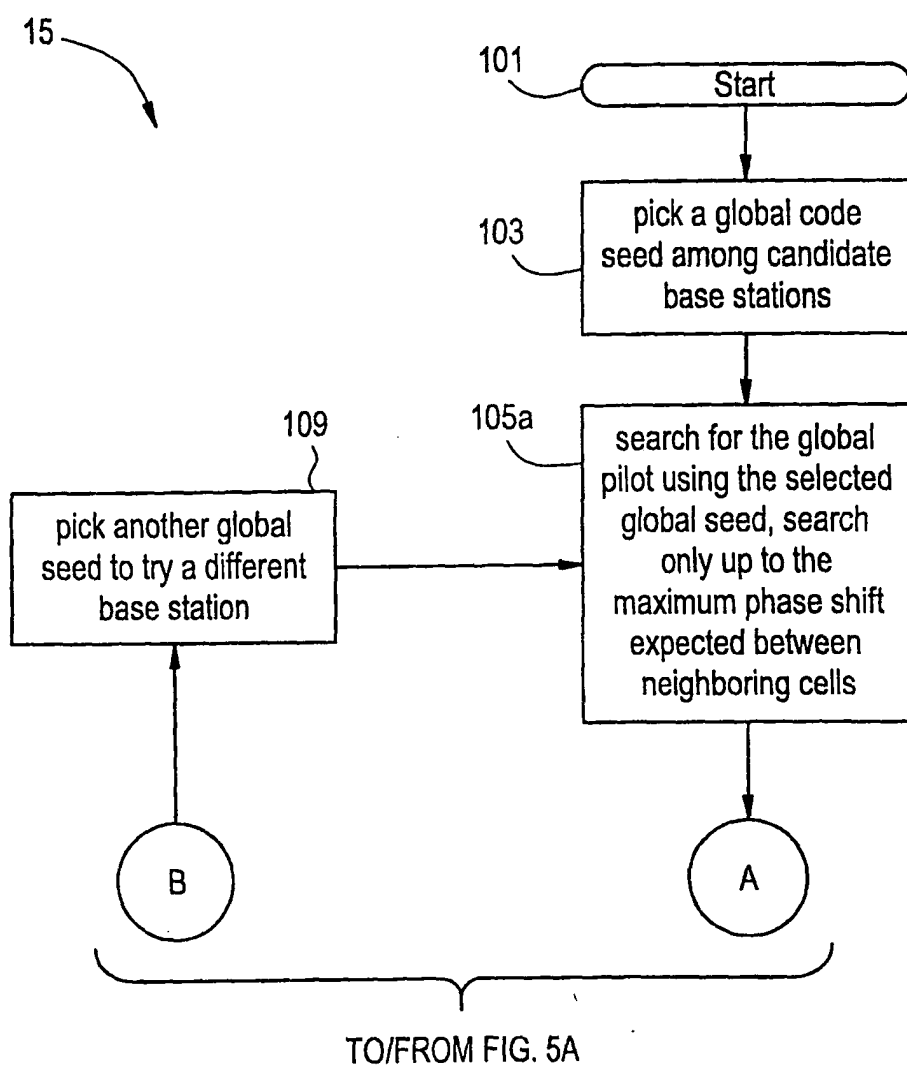 15
101
Start
103
pick a global code
seed among candidate
base stations
109
pick another global
seed to try a different
base station
105a
search for the global
pilot using the selected
global seed, search
only up to the
maximum phase shift
expected between
neighboring cells
B
A
TO/FROM FIG. 5A